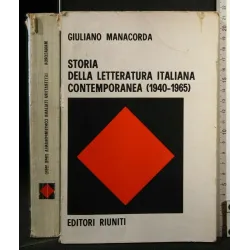 GIULIANO MANACORDA
STORIA
DELLA LETTERATURA ITALIANA
CONTEMPORANEA (1940-1965)
EDITORI RIUNITI